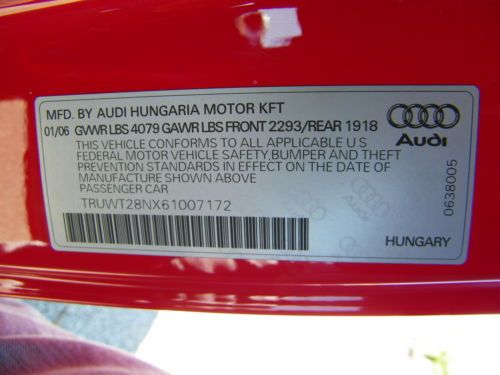 MFD. BY AUDI HUNGARIA MOTOR KFT
01/06 GVWR LBS 4079 GAWR LBS FRONT 2293/REAR 1918
THIS VEHICLE CONFORMS TO ALL APPLICABLE U.S.
FEDERAL MOTOR VEHICLE SAFETY,BUMPER AND THEFT
PREVENTION STANDARDS IN EFFECT ON THE DATE OF
MANUFACTURE SHOWN ABOVE
PASSENGER CAR
TRUWT28NX61007172
Audi
0638005
HUNGARY